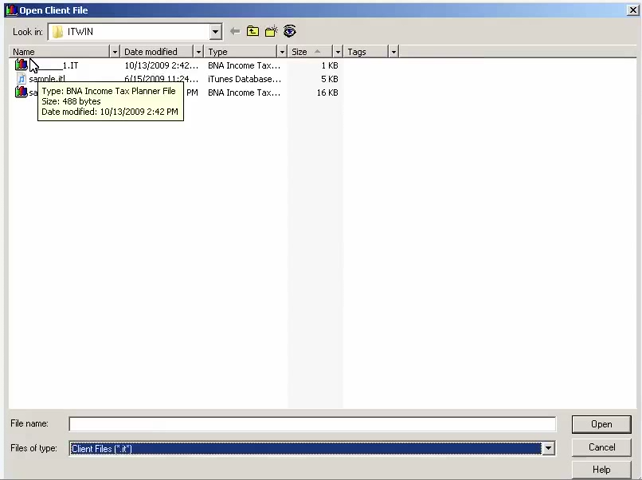 Open Client File
Look in: ITWIN
Name Date modified Type Size Tags
______1.IT 10/13/2009 2:42... BNA Income Tax... 1 KB
sample.itl 6/15/2009 11:24... iTunes Database... 5 KB
sa PM BNA Income Tax... 16 KB
Type: BNA Income Tax Planner File
Size: 488 bytes
Date modified: 10/13/2009 2:42 PM
File name: Open
Files of type: Client Files (*.it*) Cancel
Help